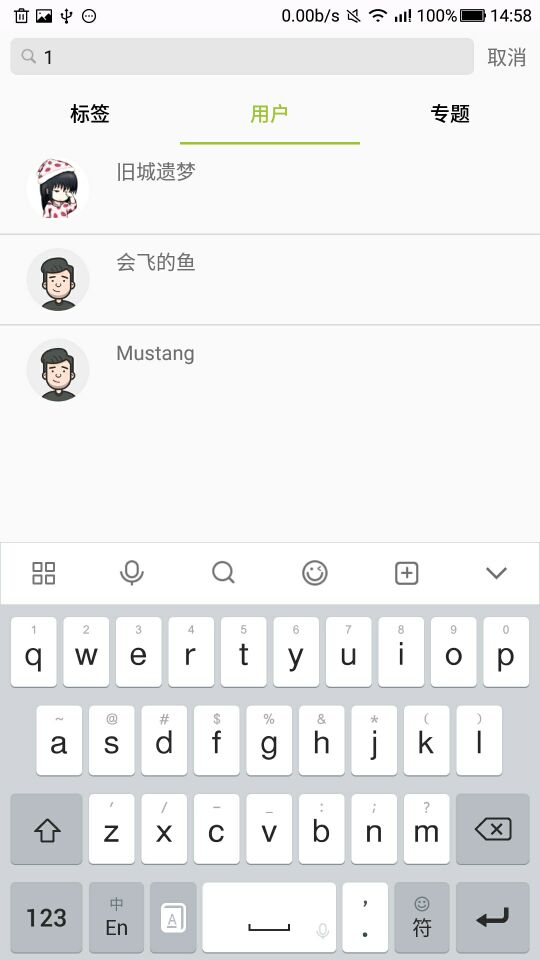 0.00b/s 100% 14:58
1 取消
标签 用户 专题
旧城遗梦
会飞的鱼
Mustang
1 2 3 4 5 6 7 8 9 0
q w e r t y u i o p
~ @ # $ % & * ( )
a s d f g h j k l
′ / − _ : ; ?
z x c v b n m
123 中 En A , . 符